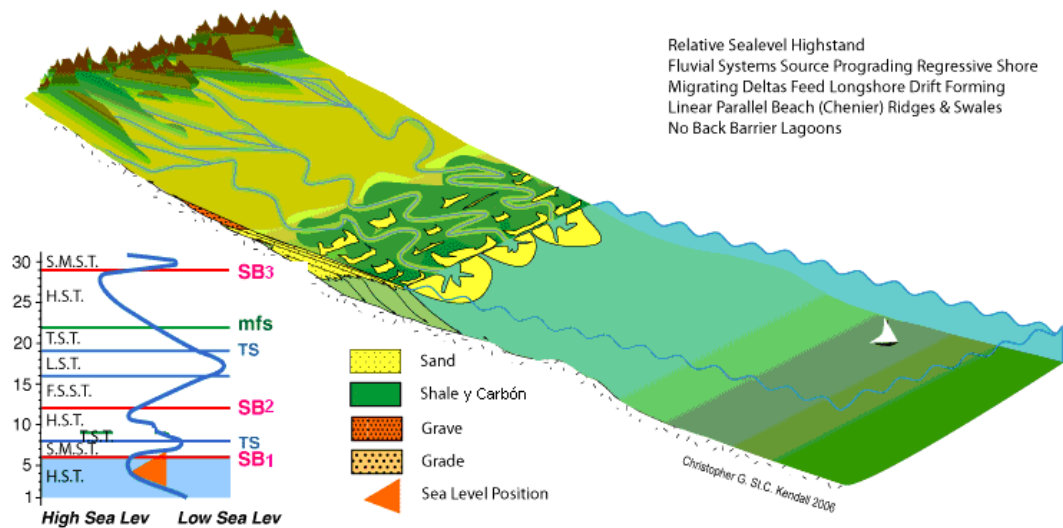 Relative Sealevel Highstand
Fluvial Systems Source Prograding Regressive Shore
Migrating Deltas Feed Longshore Drift Forming
Linear Parallel Beach (Chenier) Ridges & Swales
No Back Barrier Lagoons
30
S.M.S.T.
SB3
H.S.T.
25
mfs
20
T.S.T.
TS
L.S.T.
15
F.S.S.T.
SB2
10
H.S.T.
T.S.T.
TS
S.M.S.T.
SB1
5
H.S.T.
1
High Sea Lev Low Sea Lev
Sand
Shale y Carbón
Grave
Grade
Sea Level Position
Christopher G. St.C. Kendall 2006